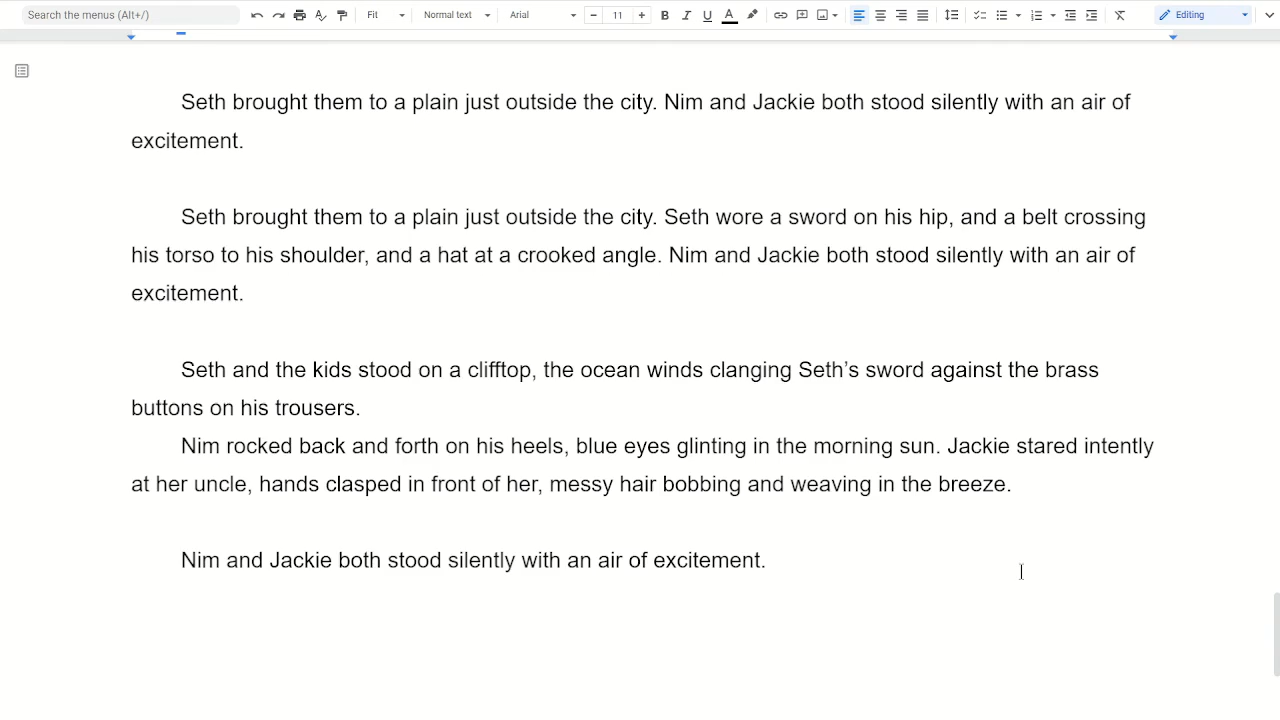 Search the menus (Alt+/)
Fit
Normal text
Arial
11
B I U A
Editing
Seth brought them to a plain just outside the city. Nim and Jackie both stood silently with an air of
excitement.
Seth brought them to a plain just outside the city. Seth wore a sword on his hip, and a belt crossing
his torso to his shoulder, and a hat at a crooked angle. Nim and Jackie both stood silently with an air of
excitement.
Seth and the kids stood on a clifftop, the ocean winds clanging Seth’s sword against the brass
buttons on his trousers.
Nim rocked back and forth on his heels, blue eyes glinting in the morning sun. Jackie stared intently
at her uncle, hands clasped in front of her, messy hair bobbing and weaving in the breeze.
Nim and Jackie both stood silently with an air of excitement.